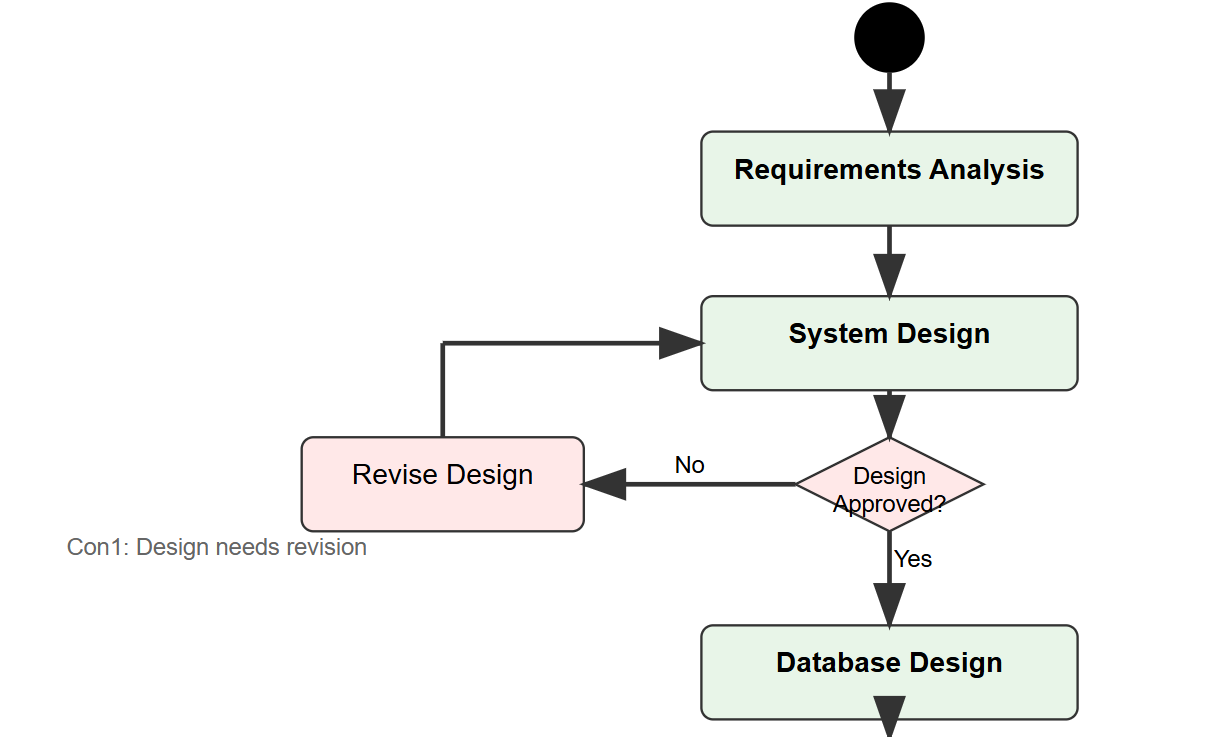 Requirements Analysis
System Design
Revise Design
No
Design
Approved?
Con1: Design needs revision
Yes
Database Design